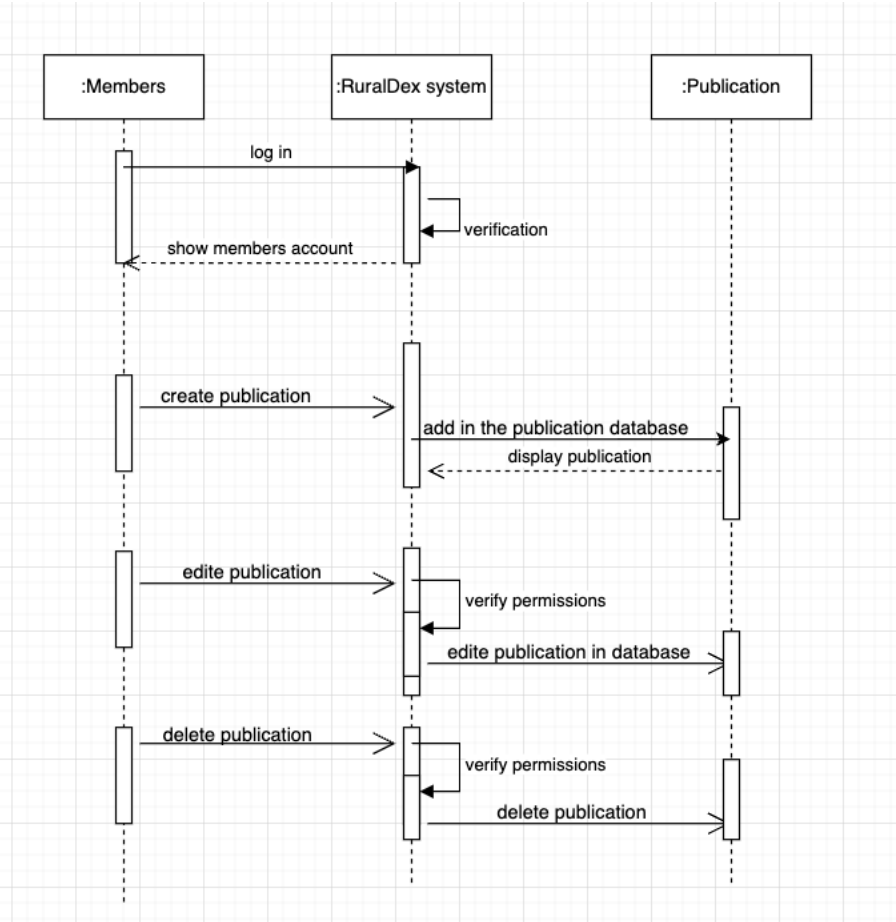 :Members
:RuralDex system
:Publication
log in
verification
show members account
create publication
add in the publication database
display publication
edite publication
verify permissions
edite publication in database
delete publication
verify permissions
delete publication